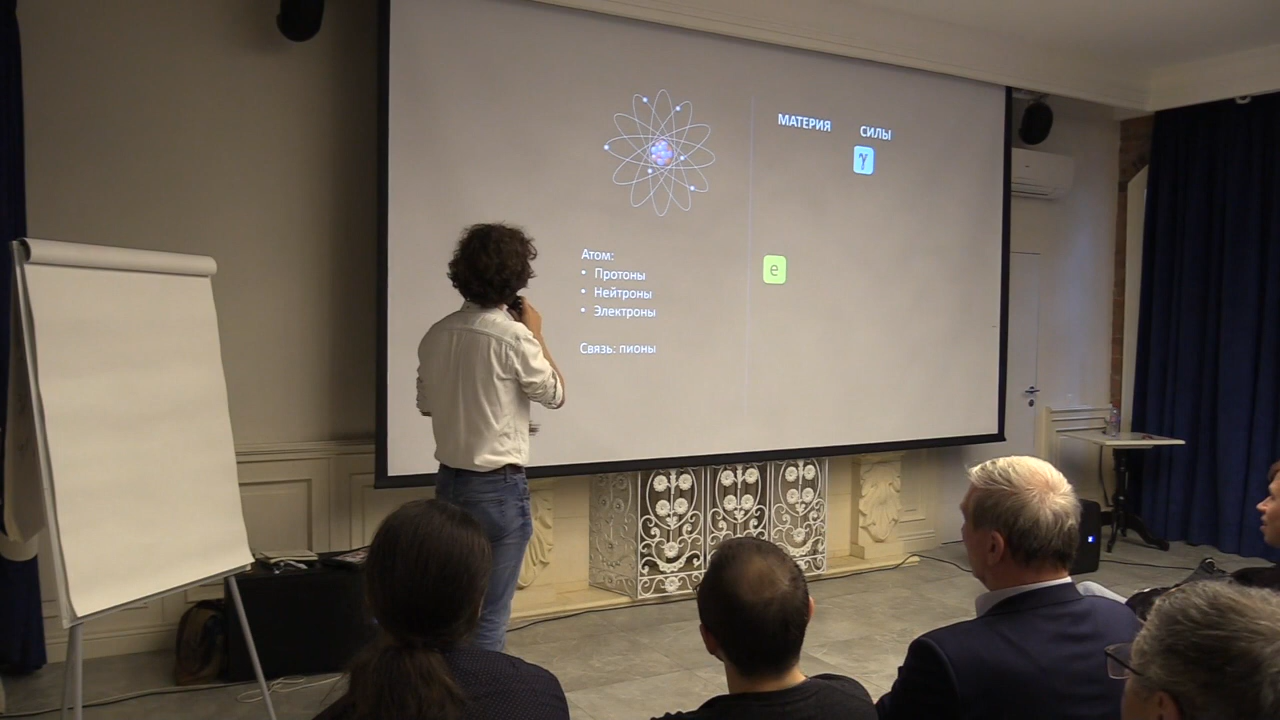 МАТЕРИЯ СИЛЫ
γ
e
Атом:
• Протоны
• Нейтроны
• Электроны
Связь: пионы